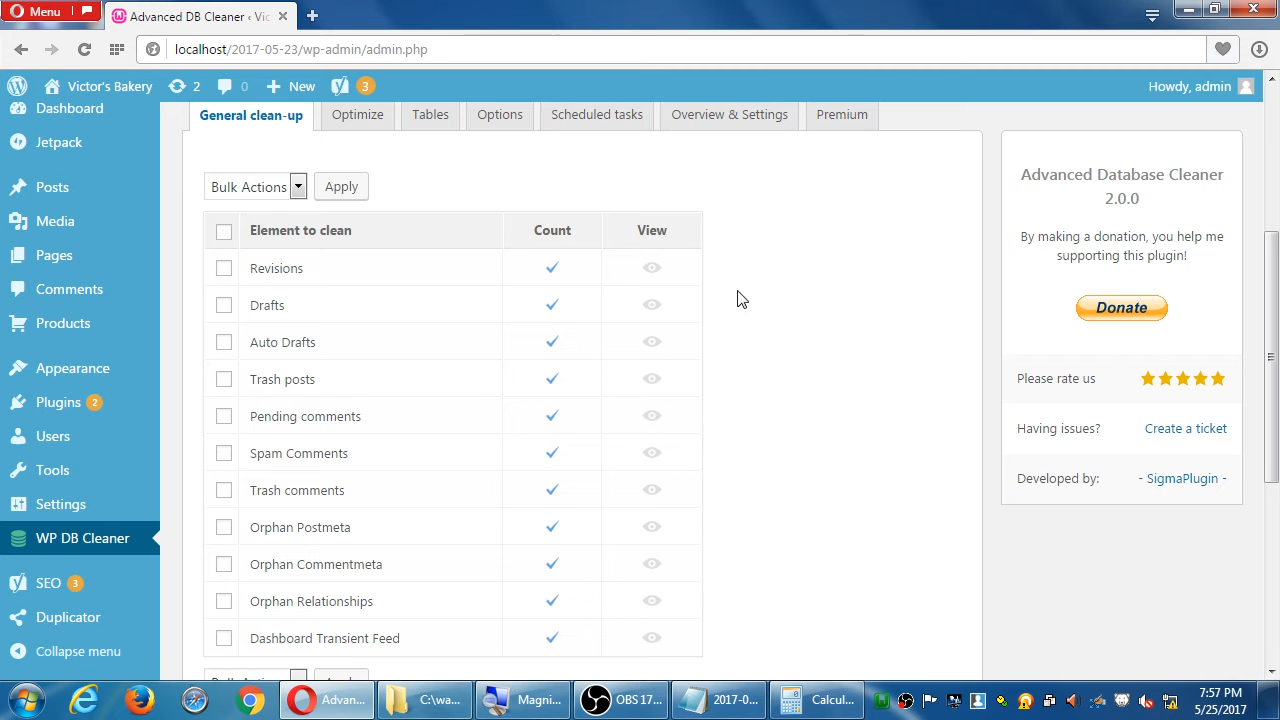 Menu
Advanced DB Cleaner ‹ Vic
localhost/2017-05-23/wp-admin/admin.php
Victor's Bakery 2 0 New 3 Howdy, admin
Dashboard
Jetpack
Posts
Media
Pages
Comments
Products
Appearance
Plugins 2
Users
Tools
Settings
WP DB Cleaner
SEO 3
Duplicator
Collapse menu
General clean-up Optimize Tables Options Scheduled tasks Overview & Settings Premium
Bulk Actions Apply
Element to clean Count View
Revisions
Drafts
Auto Drafts
Trash posts
Pending comments
Spam Comments
Trash comments
Orphan Postmeta
Orphan Commentmeta
Orphan Relationships
Dashboard Transient Feed
Bulk Actions Apply
Advanced Database Cleaner
2.0.0
By making a donation, you help me
supporting this plugin!
Donate
Please rate us
Having issues? Create a ticket
Developed by: - SigmaPlugin -
Advan... C:\wa... Magni... OBS 17... 2017-0... Calcul...
7:57 PM
5/25/2017